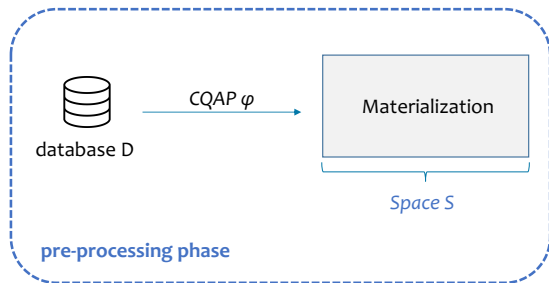 CQAP φ
Materialization
database D
Space S
pre-processing phase